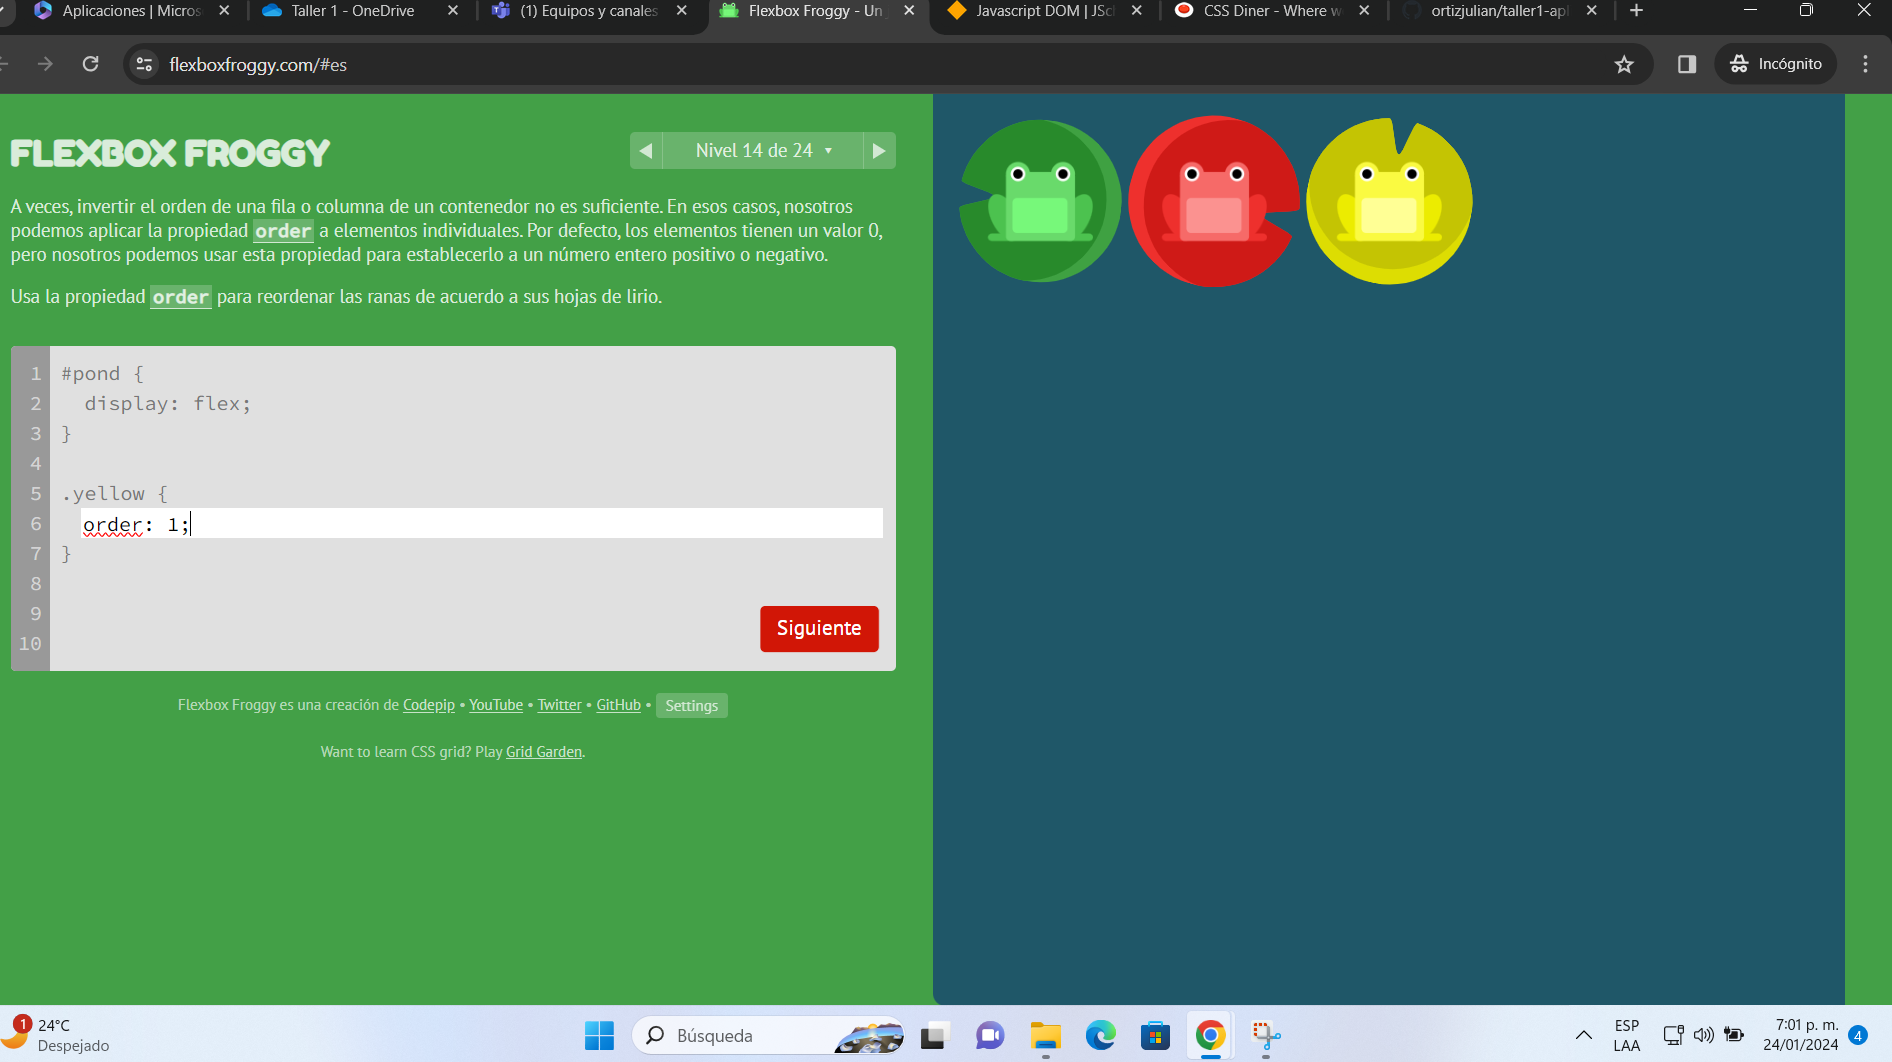 Aplicaciones | Micros
Taller 1 - OneDrive
(1) Equipos y canales
Flexbox Froggy - Un
Javascript DOM | JSc
CSS Diner - Where w
ortizjulian/taller1-apl
flexboxfroggy.com/#es
Incógnito
FLEXBOX FROGGY
Nivel 14 de 24
A veces, invertir el orden de una fila o columna de un contenedor no es suficiente. En esos casos, nosotros
podemos aplicar la propiedad order a elementos individuales. Por defecto, los elementos tienen un valor 0,
pero nosotros podemos usar esta propiedad para establecerlo a un número entero positivo o negativo.
Usa la propiedad order para reordenar las ranas de acuerdo a sus hojas de lirio.
1 #pond {
2 display: flex;
3 }
4
5 .yellow {
6 order: 1;
7 }
8
9
10
Siguiente
Flexbox Froggy es una creación de Codepip • YouTube • Twitter • GitHub • Settings
Want to learn CSS grid? Play Grid Garden.
1
24°C
Despejado
Búsqueda
ESP
LAA
7:01 p. m.
24/01/2024
4